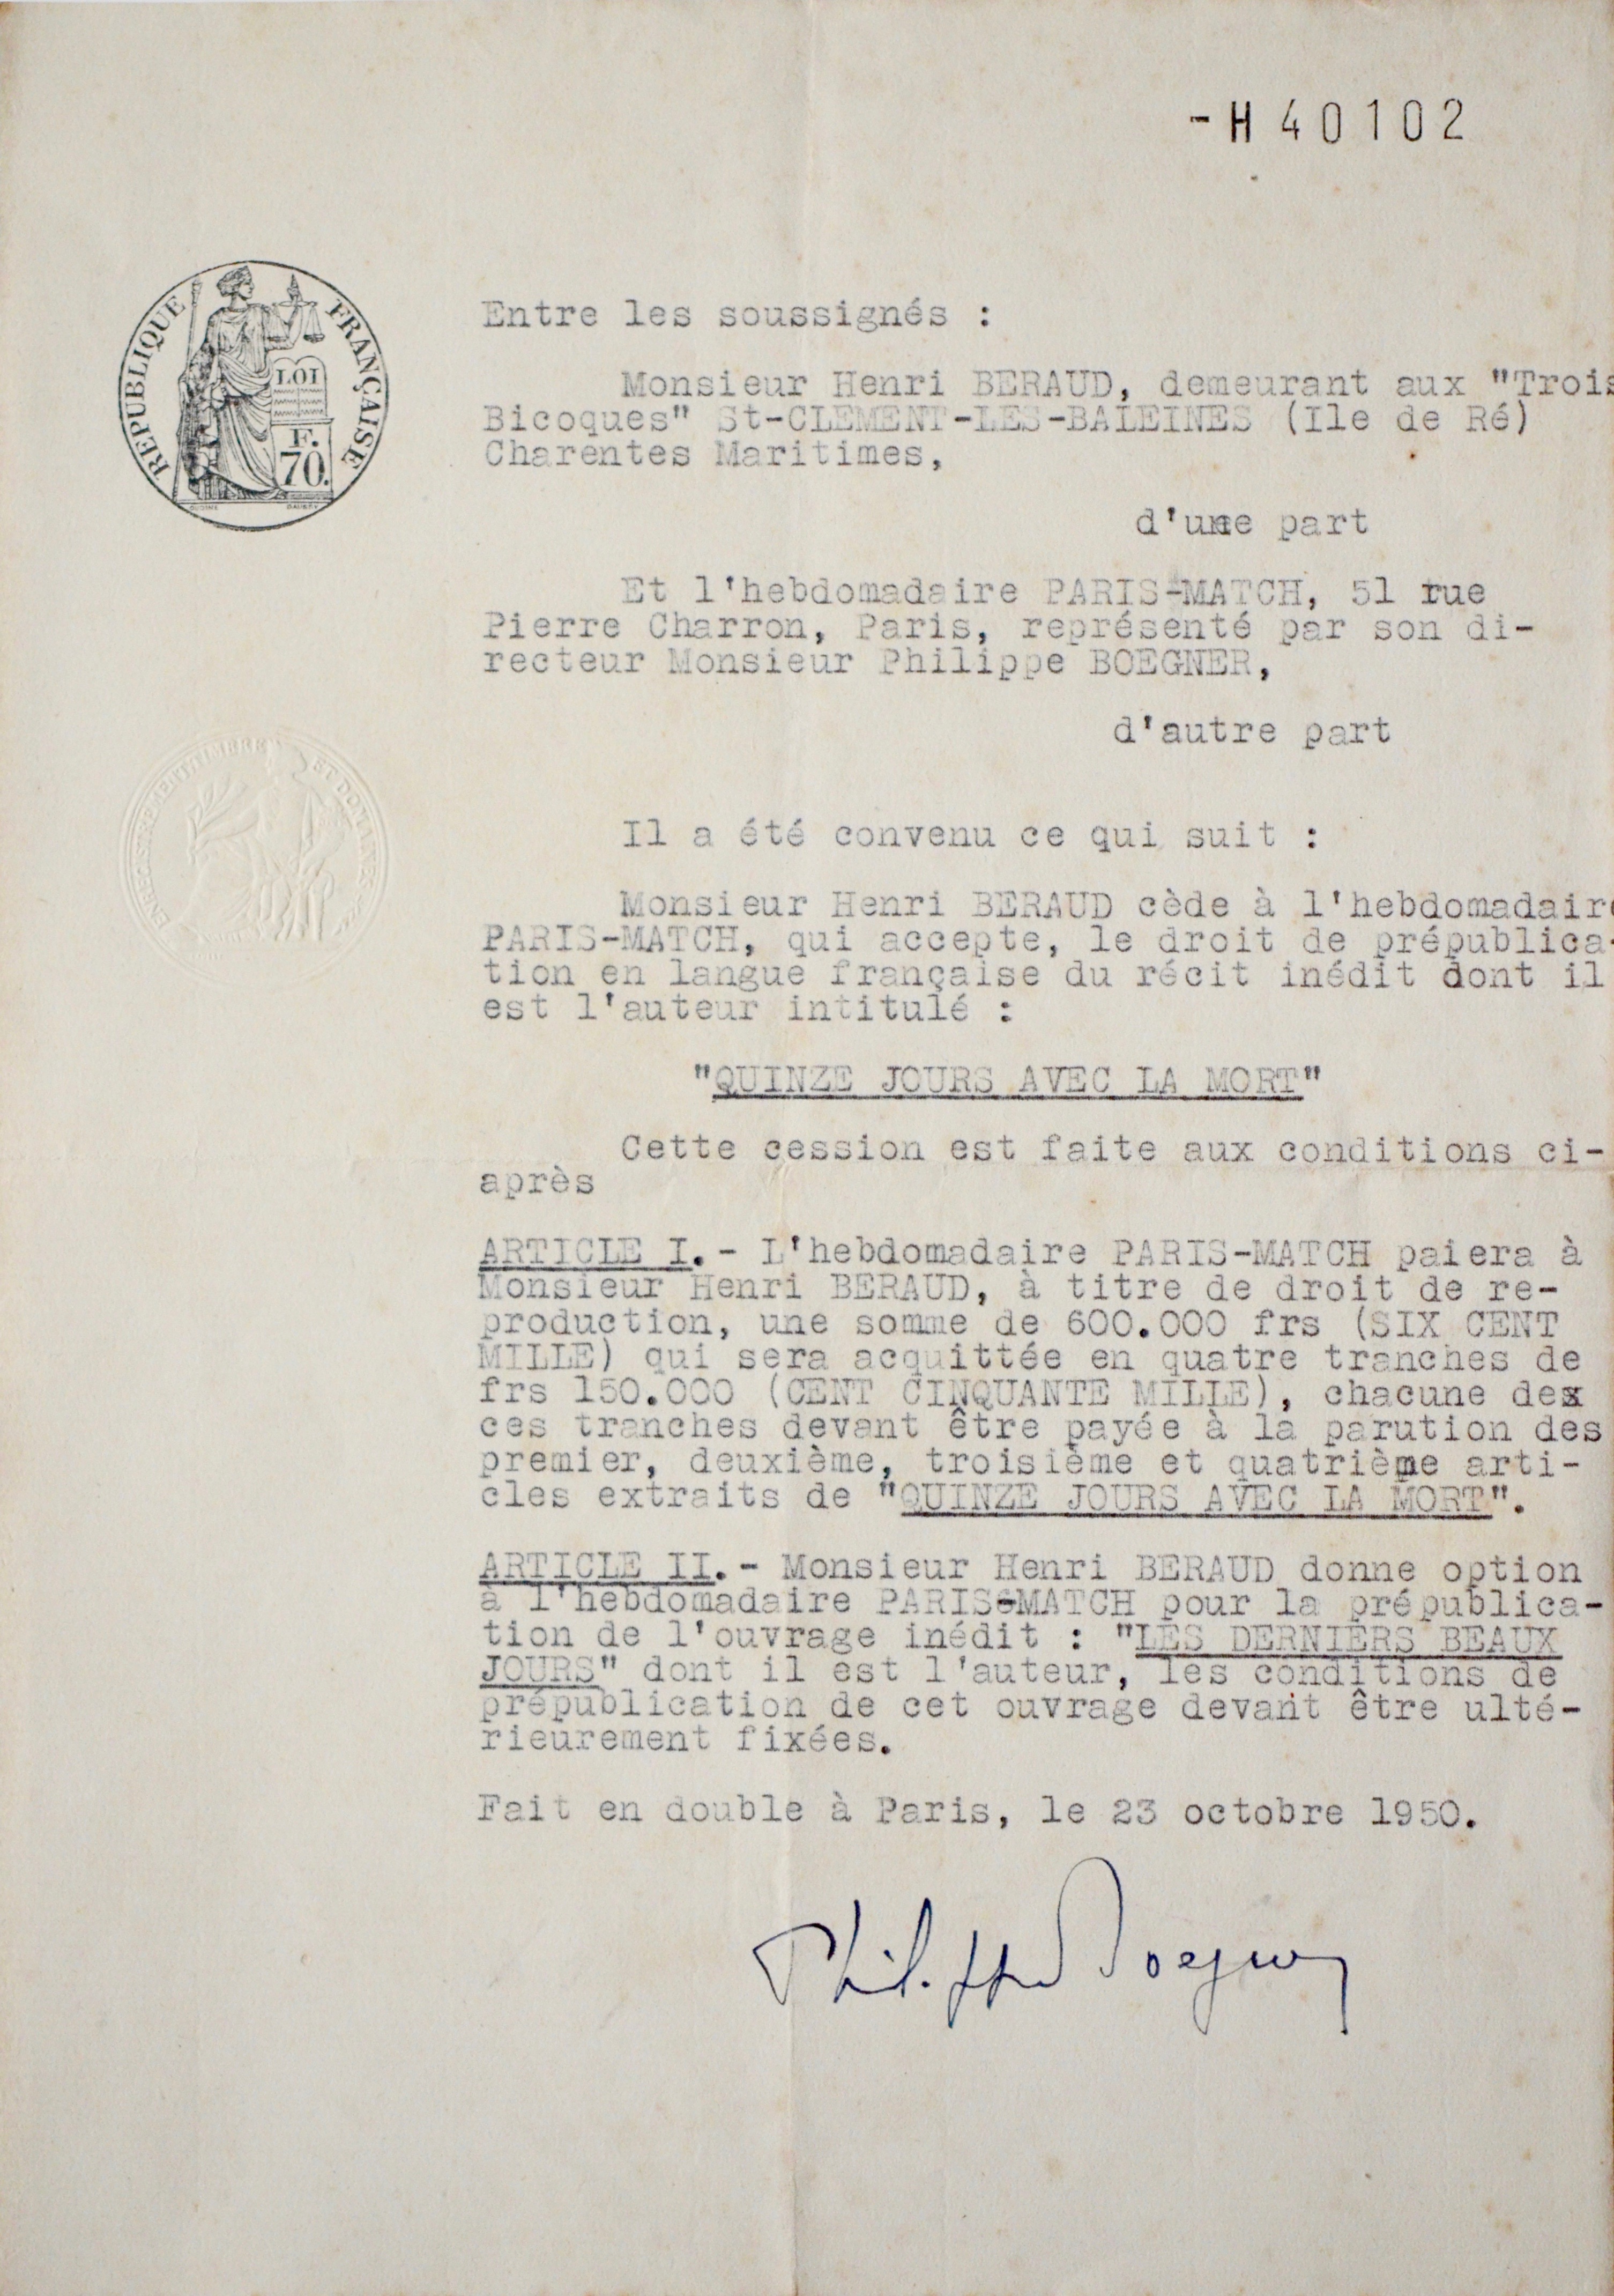 -H 40102
RÉPUBLIQUE FRANÇAISE
LOI
F.
70.
Entre les soussignés :
Monsieur Henri BERAUD, demeurant aux "Trois
Bicoques" St-CLEMENT-LES-BALEINES (Ile de Ré)
Charentes Maritimes,
d'une part
Et l'hebdomadaire PARIS-MATCH, 51 rue
Pierre Charron, Paris, représenté par son di-
recteur Monsieur Philippe BOEGNER,
d'autre part
Il a été convenu ce qui suit :
Monsieur Henri BERAUD cède à l'hebdomadaire
PARIS-MATCH, qui accepte, le droit de prépublica-
tion en langue française du récit inédit dont il
est l'auteur intitulé :
"QUINZE JOURS AVEC LA MORT"
Cette cession est faite aux conditions ci-
après
ARTICLE I.- L'hebdomadaire PARIS-MATCH paiera à
Monsieur Henri BERAUD, à titre de droit de re-
production, une somme de 600.000 frs (SIX CENT
MILLE) qui sera acquittée en quatre tranches de
frs 150.000 (CENT CINQUANTE MILLE), chacune de
ces tranches devant être payée à la parution des
premier, deuxième, troisième et quatrième arti-
cles extraits de "QUINZE JOURS AVEC LA MORT".
ARTICLE II.- Monsieur Henri BERAUD donne option
à l'hebdomadaire PARIS-MATCH pour la prépublica-
tion de l'ouvrage inédit : "LES DERNIERS BEAUX
JOURS" dont il est l'auteur, les conditions de
prépublication de cet ouvrage devant être ulté-
rieurement fixées.
Fait en double à Paris, le 23 octobre 1950.
Philippe Boegner